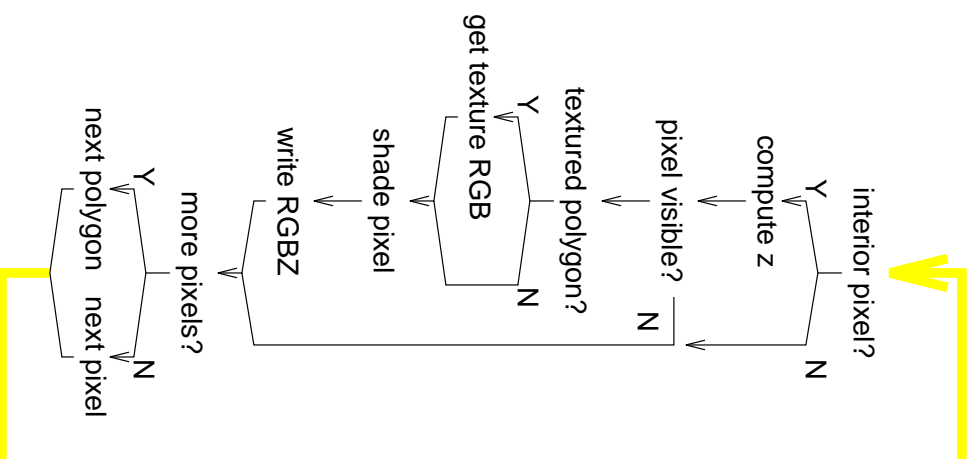 interior pixel?
Y
N
compute z
pixel visible?
N
textured polygon?
Y
N
get texture RGB
shade pixel
write RGBZ
more pixels?
Y
N
next polygon
next pixel